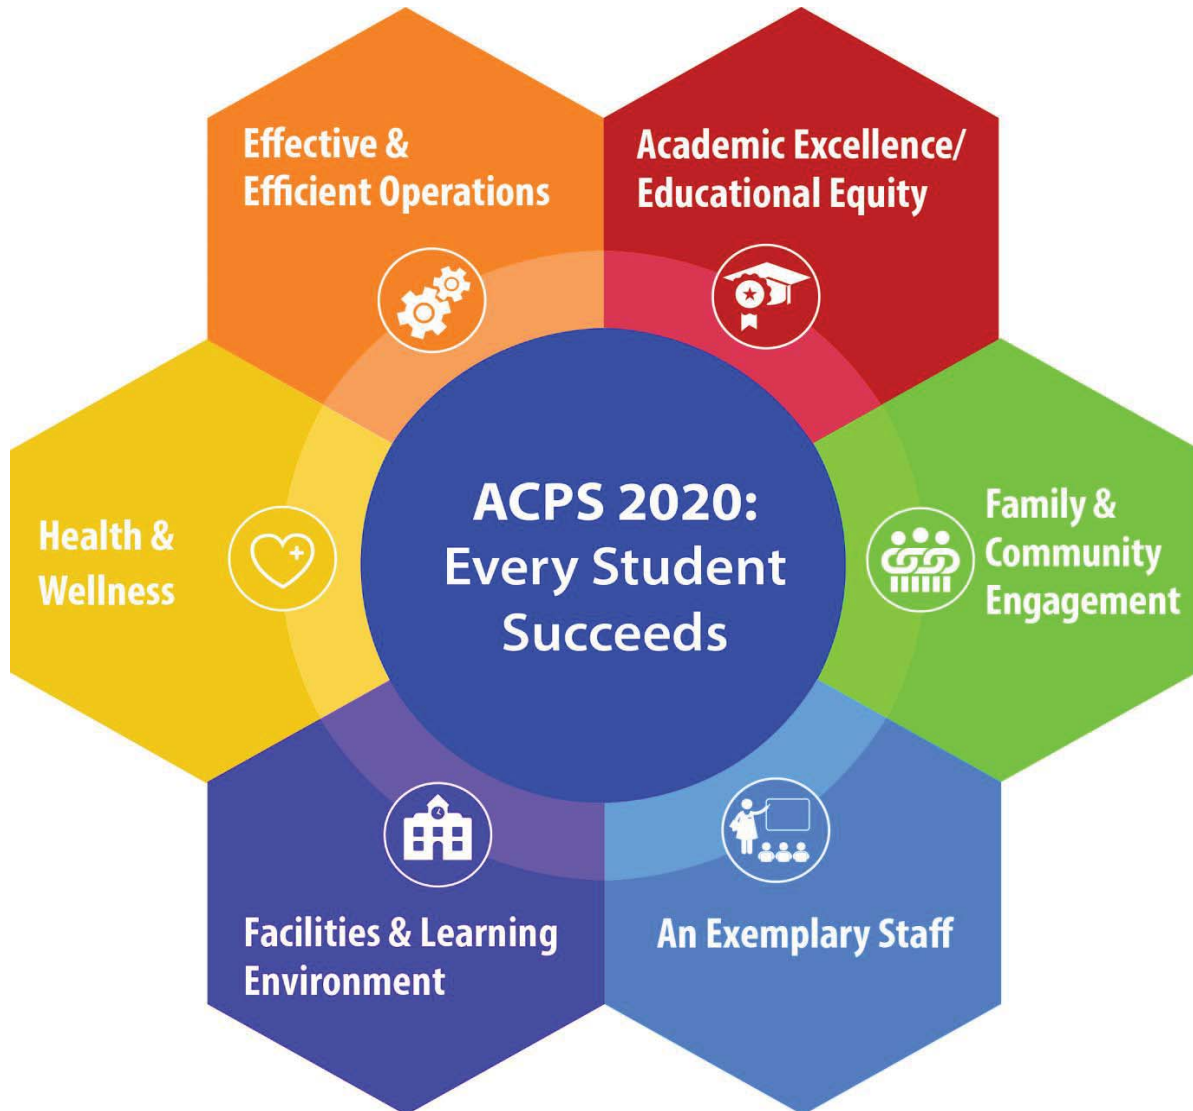 Effective &
Efficient Operations
Academic Excellence/
Educational Equity
Health &
Wellness
ACPS 2020:
Every Student
Succeeds
Family &
Community
Engagement
Facilities & Learning
Environment
An Exemplary Staff